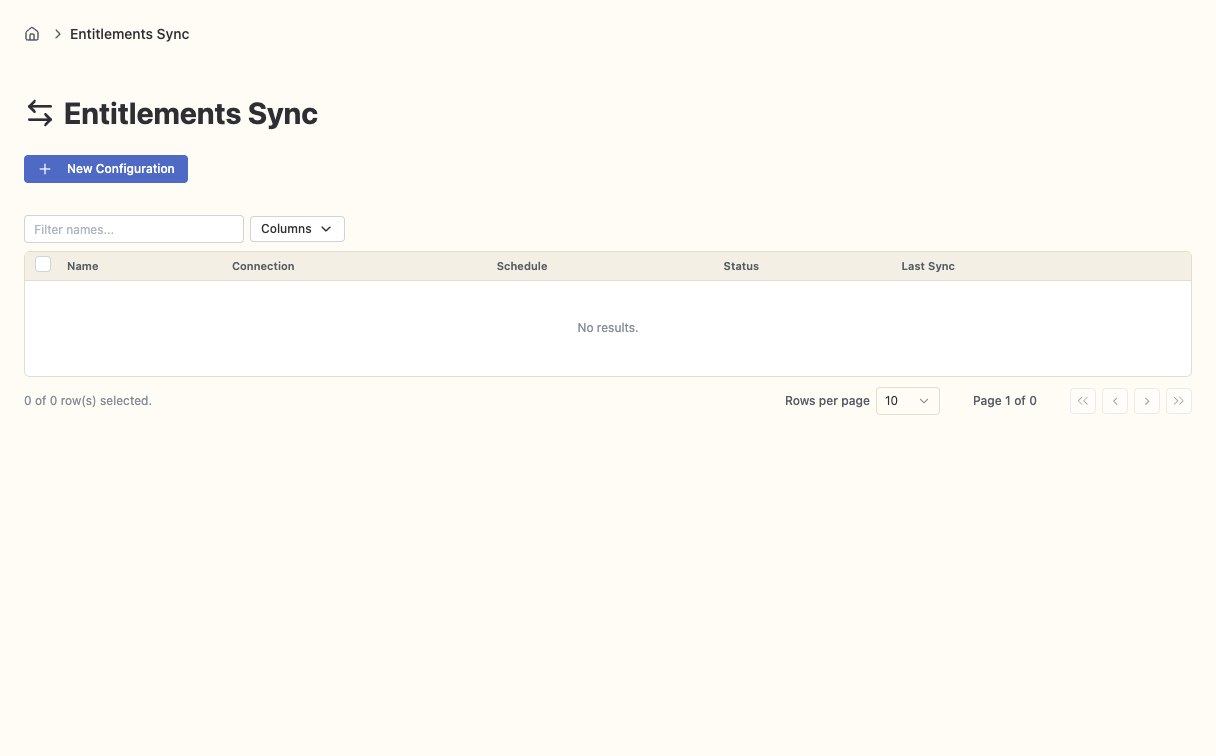 Entitlements Sync
Entitlements Sync
New Configuration
Filter names...
Columns
Name Connection Schedule Status Last Sync
No results.
0 of 0 row(s) selected. Rows per page 10 Page 1 of 0